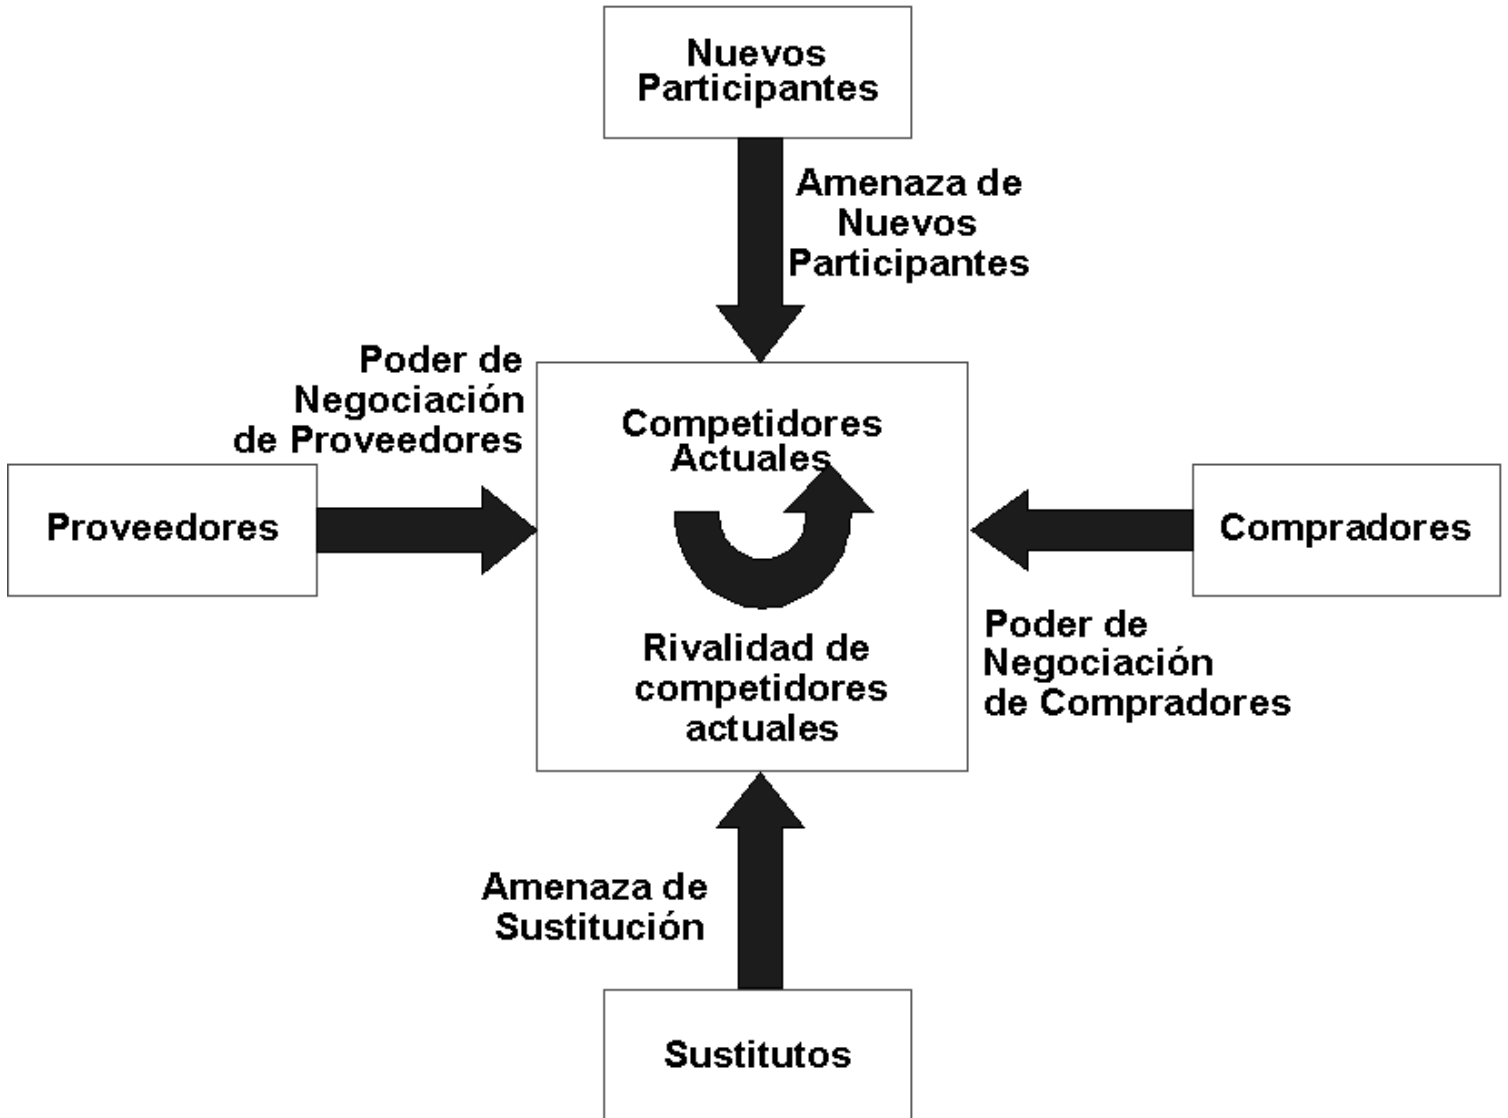 Nuevos
Participantes
Amenaza de
Nuevos
Participantes
Poder de
Negociación
de Proveedores
Competidores
Actuales
Proveedores
Compradores
Rivalidad de
competidores
actuales
Poder de
Negociación
de Compradores
Amenaza de
Sustitución
Sustitutos